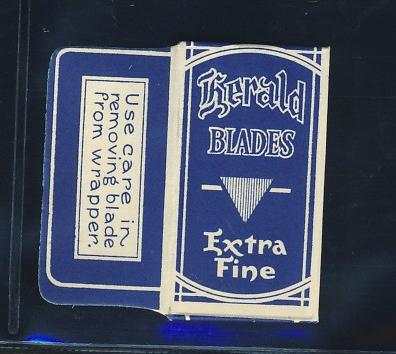 Herald
BLADES
Extra
Fine
Use care in
removing blade
from wrapper.